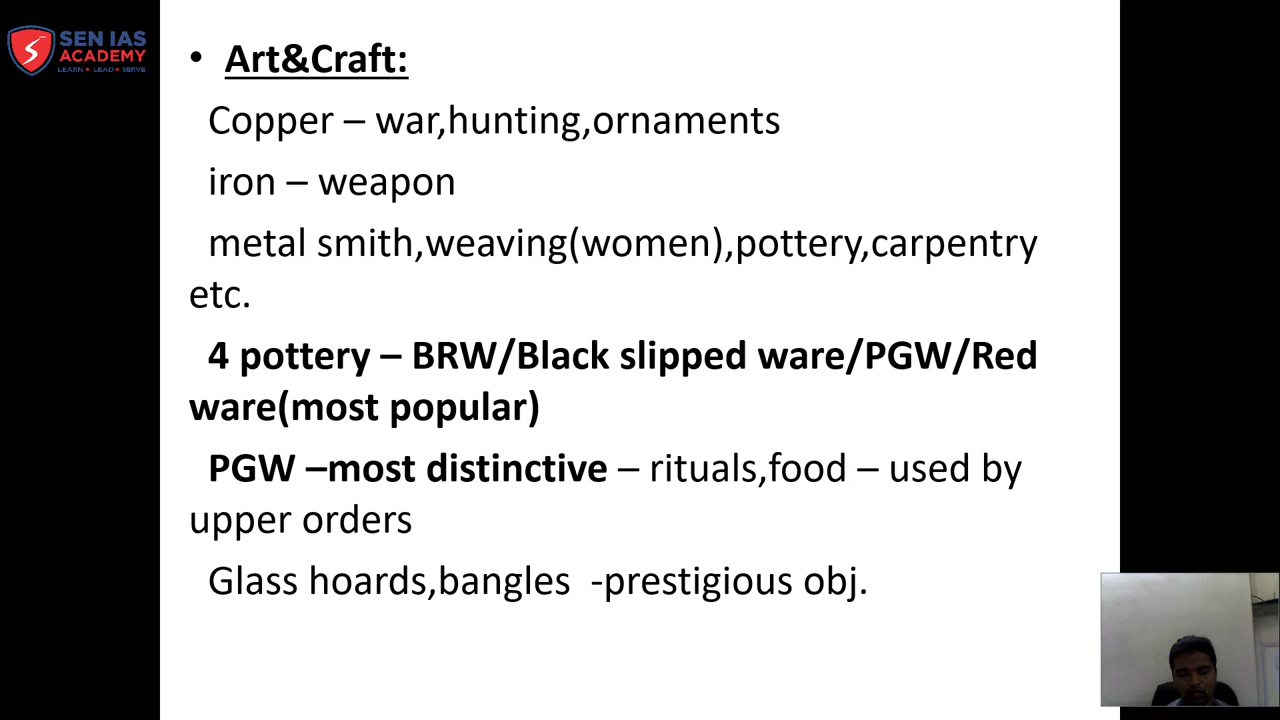 SEN IAS
ACADEMY
LEARN ★ LEAD ★ SERVE
• Art&Craft:
Copper – war,hunting,ornaments
iron – weapon
metal smith,weaving(women),pottery,carpentry
etc.
4 pottery – BRW/Black slipped ware/PGW/Red
ware(most popular)
PGW –most distinctive – rituals,food – used by
upper orders
Glass hoards,bangles -prestigious obj.